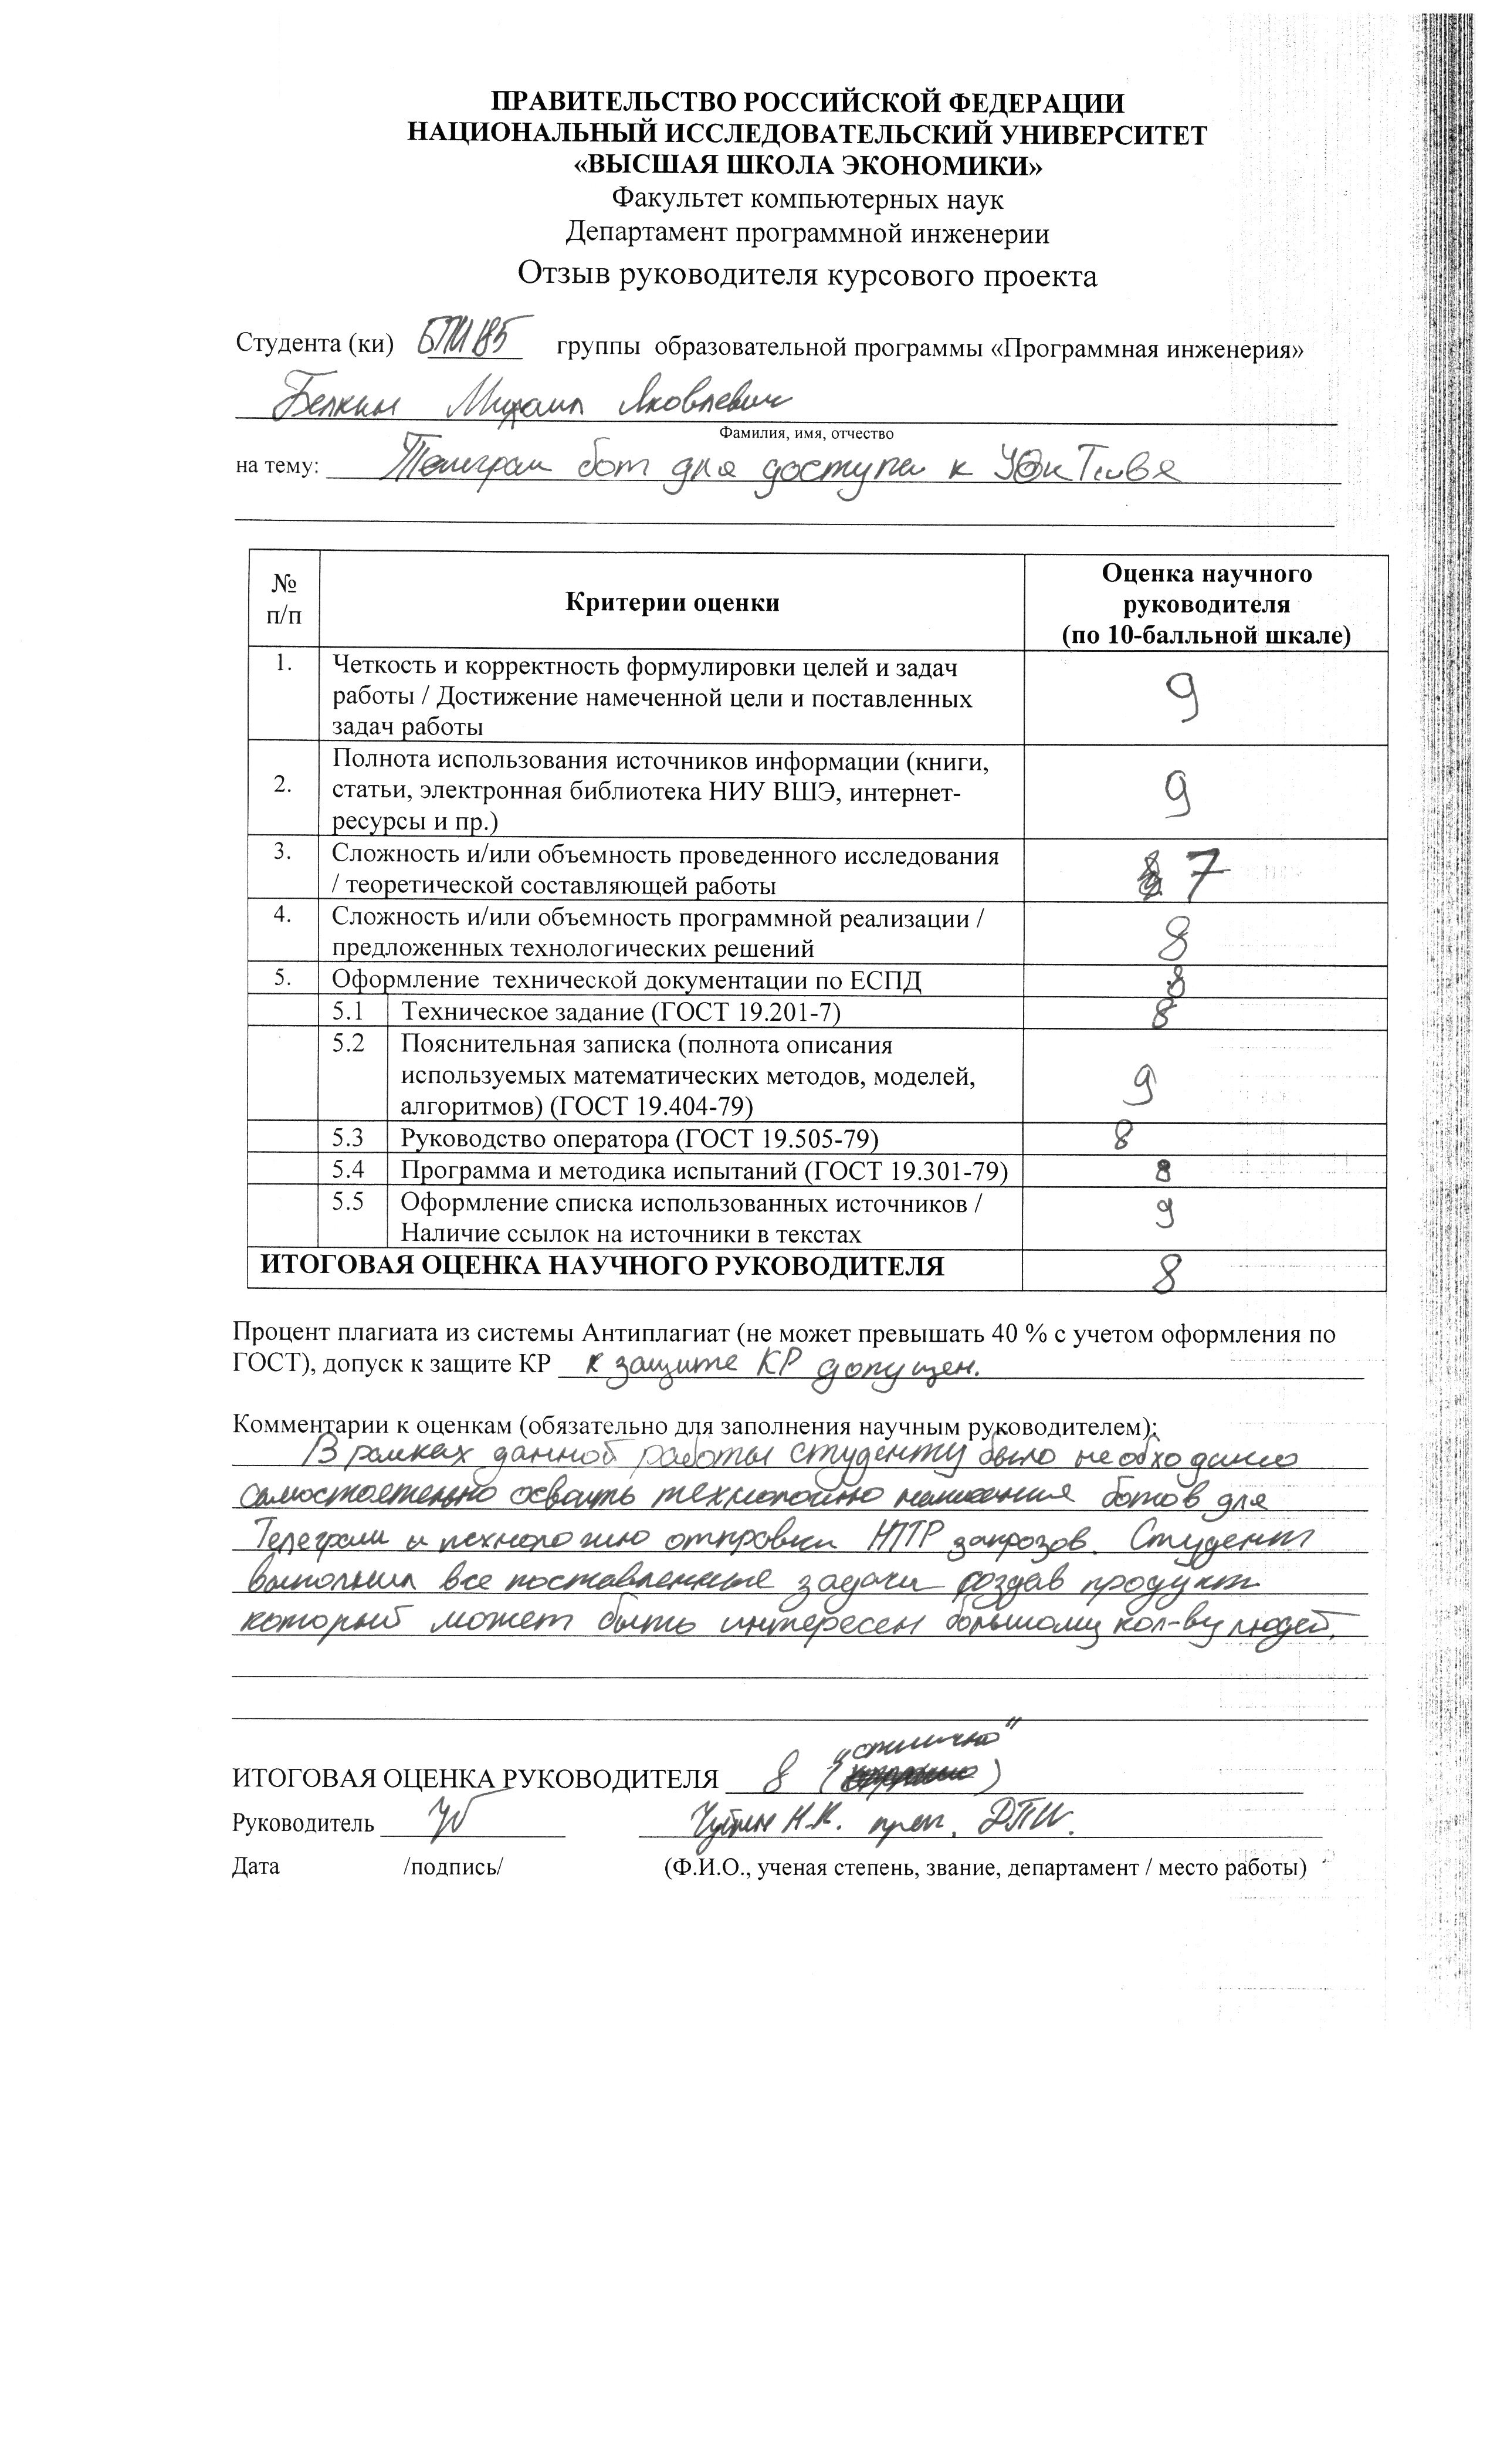 ПРАВИТЕЛЬСТВО РОССИЙСКОЙ ФЕДЕРАЦИИ
НАЦИОНАЛЬНЫЙ ИССЛЕДОВАТЕЛЬСКИЙ УНИВЕРСИТЕТ
«ВЫСШАЯ ШКОЛА ЭКОНОМИКИ»
Факультет компьютерных наук
Департамент программной инженерии
Отзыв руководителя курсового проекта
Студента (ки) БПИ185 группы образовательной программы «Программная инженерия»
Белкин Михаил Яковлевич
Фамилия, имя, отчество
на тему: Телеграм бот для доступа к
№ п/п Критерии оценки Оценка научного руководителя (по 10-балльной шкале)
1. Четкость и корректность формулировки целей и задач
работы / Достижение намеченной цели и поставленных 9
задач работы
Полнота использования источников информации (книги,
2. статьи, электронная библиотека НИУ ВШЭ, интернет- 9
ресурсы и пр.)
3. Сложность и/или объемность проведенного исследования 7
/ теоретической составляющей работы
4. Сложность и/или объемность программной реализации / 8
предложенных технологических решений
5. Оформление технической документации по ЕСПД 8
5.1 Техническое задание (ГОСТ 19.201-7) 8
5.2 Пояснительная записка (полнота описания
используемых математических методов, моделей, 9
алгоритмов) (ГОСТ 19.404-79)
5.3 Руководство оператора (ГОСТ 19.505-79) 8
5.4 Программа и методика испытаний (ГОСТ 19.301-79) 8
5.5 Оформление списка использованных источников / 9
Наличие ссылок на источники в текстах
ИТОГОВАЯ ОЦЕНКА НАУЧНОГО РУКОВОДИТЕЛЯ 8
Процент плагиата из системы Антиплагиат (не может превышать 40 % с учетом оформления по
ГОСТ), допуск к защите КР к защите КР допущен.
Комментарии к оценкам (обязательно для заполнения научным руководителем):
В рамках данной работы студенту было необходимо
самостоятельно освоить технологию написания ботов для
Телеграм и технологию отправки HTTP запрозов. Студент
выполнил все поставленные задачи создав продукт
который может быть интересен большому кол-ву людей.
"отлично"
ИТОГОВАЯ ОЦЕНКА РУКОВОДИТЕЛЯ 8 ( )
Руководитель Н.К. преп. ДПИ.
Дата /подпись/ (Ф.И.О., ученая степень, звание, департамент / место работы)